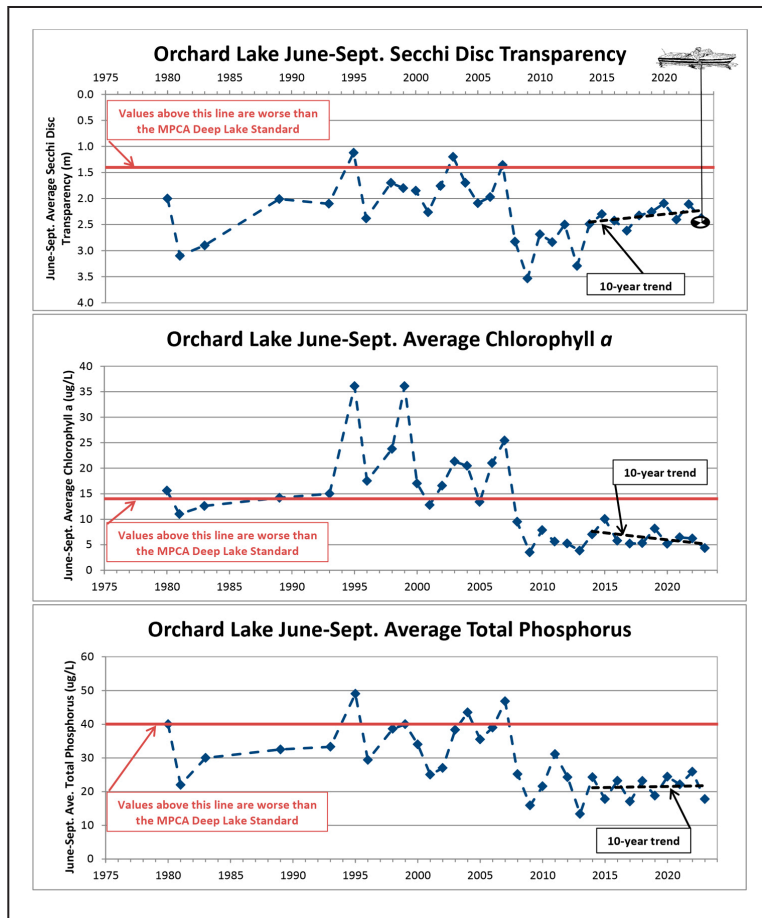 Orchard Lake June-Sept. Secchi Disc Transparency
1975 1980 1985 1990 1995 2000 2005 2010 2015 2020
June-Sept. Average Secchi Disc
Transparency (m)
0.0
0.5
1.0
1.5
2.0
2.5
3.0
3.5
4.0
Values above this line are worse than
the MPCA Deep Lake Standard
10-year trend
Orchard Lake June-Sept. Average Chlorophyll a
June-Sept. Average Chlorophyll a (ug/L)
40
35
30
25
20
15
10
5
0
10-year trend
Values above this line are worse than
the MPCA Deep Lake Standard
1975 1980 1985 1990 1995 2000 2005 2010 2015 2020
Orchard Lake June-Sept. Average Total Phosphorus
June-Sept. Ave. Total Phosphorus (ug/L)
60
50
40
30
20
10
0
Values above this line are worse than
the MPCA Deep Lake Standard
10-year trend
1975 1980 1985 1990 1995 2000 2005 2010 2015 2020